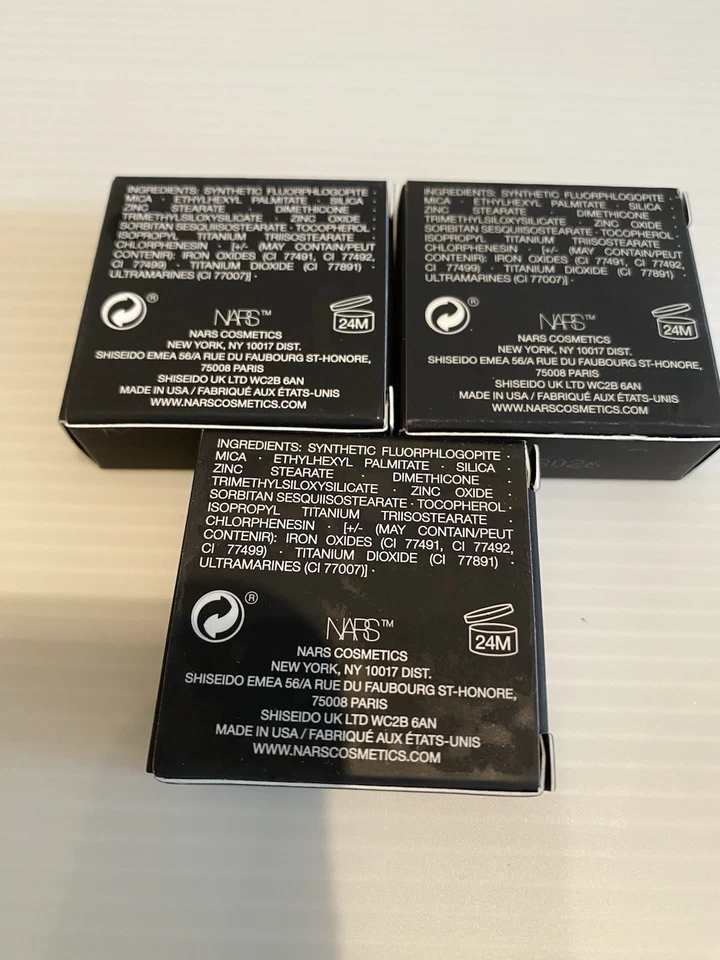 INGREDIENTS: SYNTHETIC FLUORPHLOGOPITE ·
MICA · ETHYLHEXYL PALMITATE · SILICA ·
ZINC STEARATE · DIMETHICONE ·
TRIMETHYLSILOXYSILICATE · ZINC OXIDE ·
SORBITAN SESQUIISOSTEARATE · TOCOPHEROL ·
ISOPROPYL TITANIUM TRIISOSTEARATE ·
CHLORPHENESIN · [+/- (MAY CONTAIN/PEUT
CONTENIR): IRON OXIDES (CI 77491, CI 77492,
CI 77499) · TITANIUM DIOXIDE (CI 77891) ·
ULTRAMARINES (CI 77007)] ·
®
NARS™
24M
NARS COSMETICS
NEW YORK, NY 10017 DIST.
SHISEIDO EMEA 56/A RUE DU FAUBOURG ST-HONORE,
75008 PARIS
SHISEIDO UK LTD WC2B 6AN
MADE IN USA / FABRIQUÉ AUX ÉTATS-UNIS
WWW.NARSCOSMETICS.COM
INGREDIENTS: SYNTHETIC FLUORPHLOGOPITE ·
MICA · ETHYLHEXYL PALMITATE · SILICA ·
ZINC STEARATE · DIMETHICONE ·
TRIMETHYLSILOXYSILICATE · ZINC OXIDE ·
SORBITAN SESQUIISOSTEARATE · TOCOPHEROL ·
ISOPROPYL TITANIUM TRIISOSTEARATE ·
CHLORPHENESIN · [+/- (MAY CONTAIN/PEUT
CONTENIR): IRON OXIDES (CI 77491, CI 77492,
CI 77499) · TITANIUM DIOXIDE (CI 77891) ·
ULTRAMARINES (CI 77007)] ·
®
NARS™
24M
NARS COSMETICS
NEW YORK, NY 10017 DIST.
SHISEIDO EMEA 56/A RUE DU FAUBOURG ST-HONORE,
75008 PARIS
SHISEIDO UK LTD WC2B 6AN
MADE IN USA / FABRIQUÉ AUX ÉTATS-UNIS
WWW.NARSCOSMETICS.COM
INGREDIENTS: SYNTHETIC FLUORPHLOGOPITE ·
MICA · ETHYLHEXYL PALMITATE · SILICA ·
ZINC STEARATE · DIMETHICONE ·
TRIMETHYLSILOXYSILICATE · ZINC OXIDE ·
SORBITAN SESQUIISOSTEARATE · TOCOPHEROL ·
ISOPROPYL TITANIUM TRIISOSTEARATE ·
CHLORPHENESIN · [+/- (MAY CONTAIN/PEUT
CONTENIR): IRON OXIDES (CI 77491, CI 77492,
CI 77499) · TITANIUM DIOXIDE (CI 77891) ·
ULTRAMARINES (CI 77007)] ·
®
NARS™
24M
NARS COSMETICS
NEW YORK, NY 10017 DIST.
SHISEIDO EMEA 56/A RUE DU FAUBOURG ST-HONORE,
75008 PARIS
SHISEIDO UK LTD WC2B 6AN
MADE IN USA / FABRIQUÉ AUX ÉTATS-UNIS
WWW.NARSCOSMETICS.COM